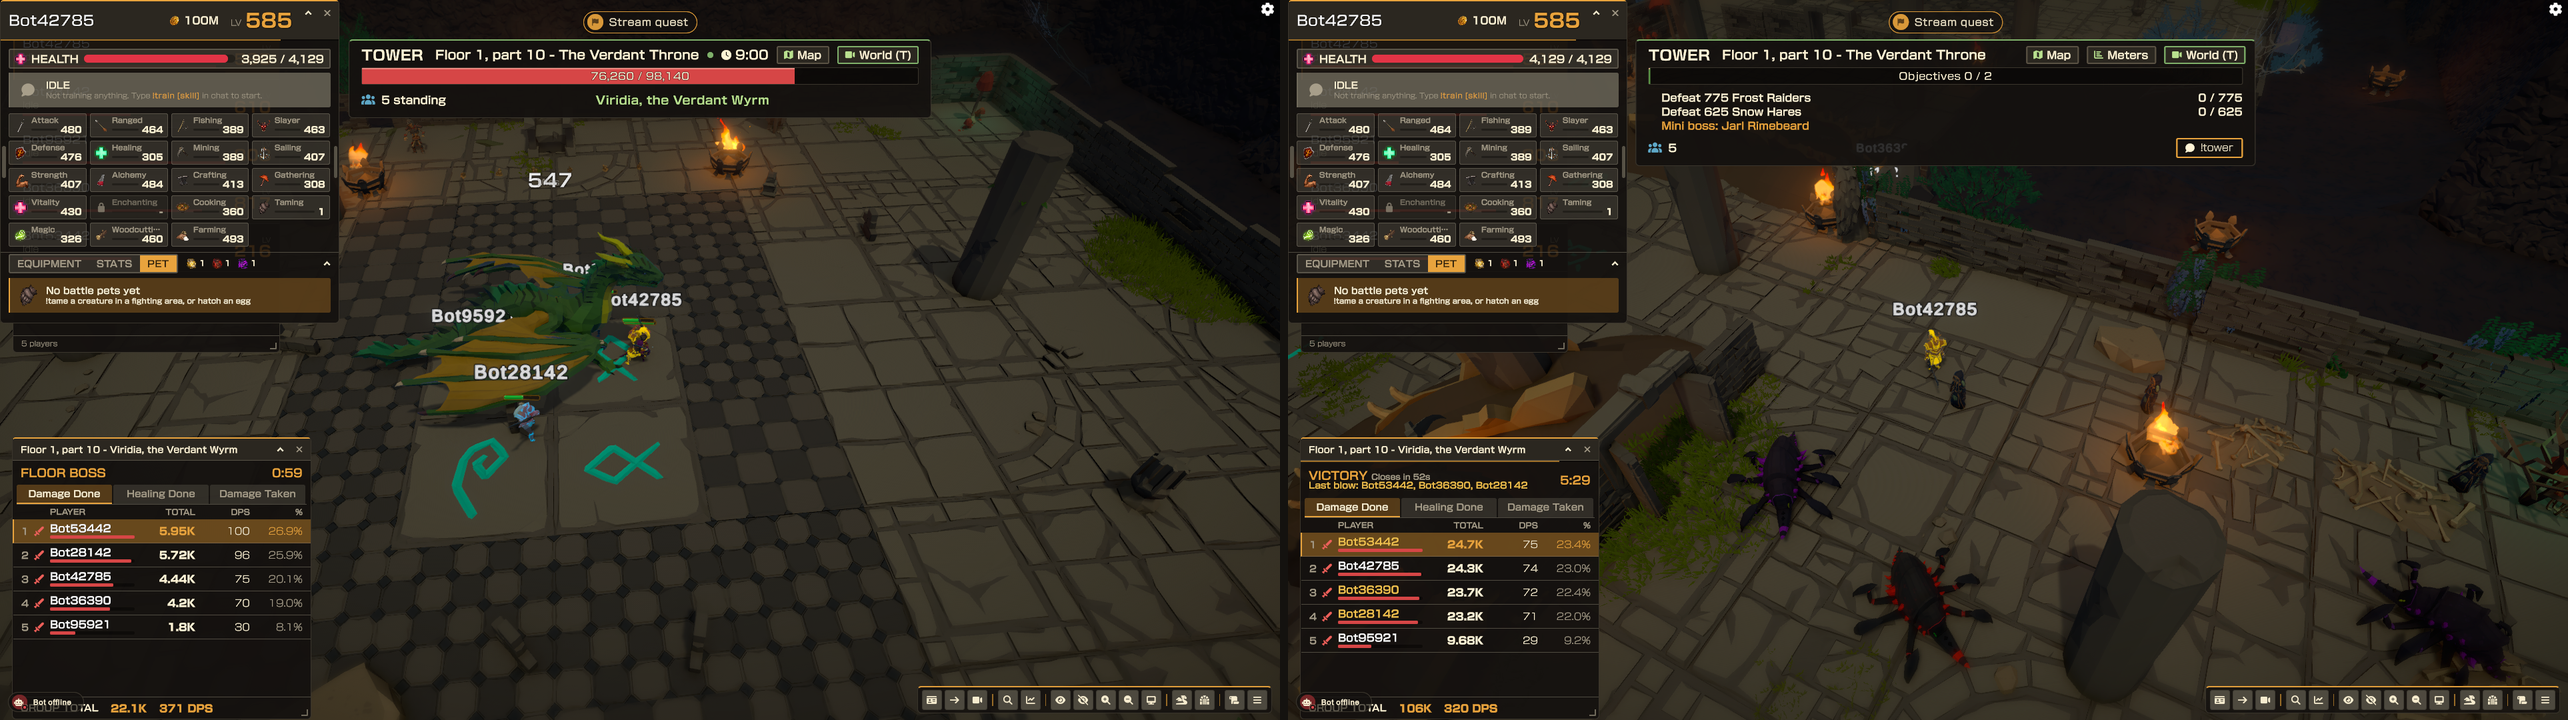 Bot42785
100M
LV 585
HEALTH
3,925 / 4,129
IDLE
Not training anything. Type !train [skill] in chat to start.
Attack 480
Ranged 464
Fishing 389
Slayer 463
Defense 476
Healing 305
Mining 389
Sailing 407
Strength 407
Alchemy 484
Crafting 413
Gathering 308
Vitality 430
Enchanting -
Cooking 360
Taming 1
Magic 326
Woodcutti··· 460
Farming 493
EQUIPMENT STATS PET 1 1 1
No battle pets yet
!tame a creature in a fighting area, or hatch an egg
5 players
Stream quest
TOWER Floor 1, part 10 - The Verdant Throne 9:00 Map World (T)
76,260 / 98,140
5 standing
Viridia, the Verdant Wyrm
547
Bot
ot42785
Bot9592
Bot28142
Floor 1, part 10 - Viridia, the Verdant Wyrm
FLOOR BOSS 0:59
Damage Done Healing Done Damage Taken
PLAYER TOTAL DPS %
1 Bot53442 5.95K 100 26.9%
2 Bot28142 5.72K 96 25.9%
3 Bot42785 4.44K 75 20.1%
4 Bot36390 4.2K 70 19.0%
5 Bot95921 1.8K 30 8.1%
Bot offline
TAL 22.1K 371 DPS
Bot42785
100M
LV 585
HEALTH
4,129 / 4,129
IDLE
Not training anything. Type !train [skill] in chat to start.
Attack 480
Ranged 464
Fishing 389
Slayer 463
Defense 476
Healing 305
Mining 389
Sailing 407
Strength 407
Alchemy 484
Crafting 413
Gathering 308
Vitality 430
Enchanting -
Cooking 360
Taming 1
Magic 326
Woodcutti··· 460
Farming 493
EQUIPMENT STATS PET 1 1 1
No battle pets yet
!tame a creature in a fighting area, or hatch an egg
5 players
Stream quest
TOWER Floor 1, part 10 - The Verdant Throne Map Meters World (T)
Objectives 0 / 2
Defeat 775 Frost Raiders 0 / 775
Defeat 625 Snow Hares 0 / 625
Mini boss: Jarl Rimebeard
5
!tower
Bot42785
Floor 1, part 10 - Viridia, the Verdant Wyrm
VICTORY Closes in 52s 5:29
Last blow: Bot53442, Bot36390, Bot28142
Damage Done Healing Done Damage Taken
PLAYER TOTAL DPS %
1 Bot53442 24.7K 75 23.4%
2 Bot42785 24.3K 74 23.0%
3 Bot36390 23.7K 72 22.4%
4 Bot28142 23.2K 71 22.0%
5 Bot95921 9.68K 29 9.2%
Bot offline
TAL 106K 320 DPS